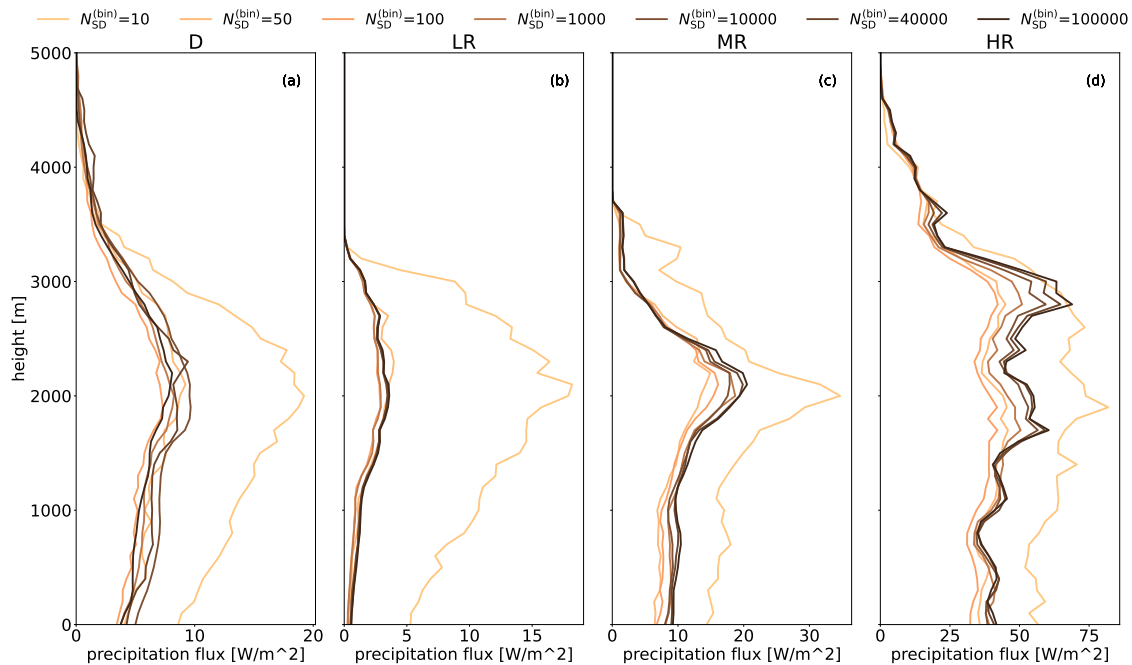 N_SD^(bin)=10 N_SD^(bin)=50 N_SD^(bin)=100 N_SD^(bin)=1000 N_SD^(bin)=10000 N_SD^(bin)=40000 N_SD^(bin)=100000
D LR MR HR
(a) (b) (c) (d)
5000
4000
3000
2000
1000
0
height [m]
0 10 20 0 5 10 15 0 10 20 30 0 25 50 75
precipitation flux [W/m^2] precipitation flux [W/m^2] precipitation flux [W/m^2] precipitation flux [W/m^2]